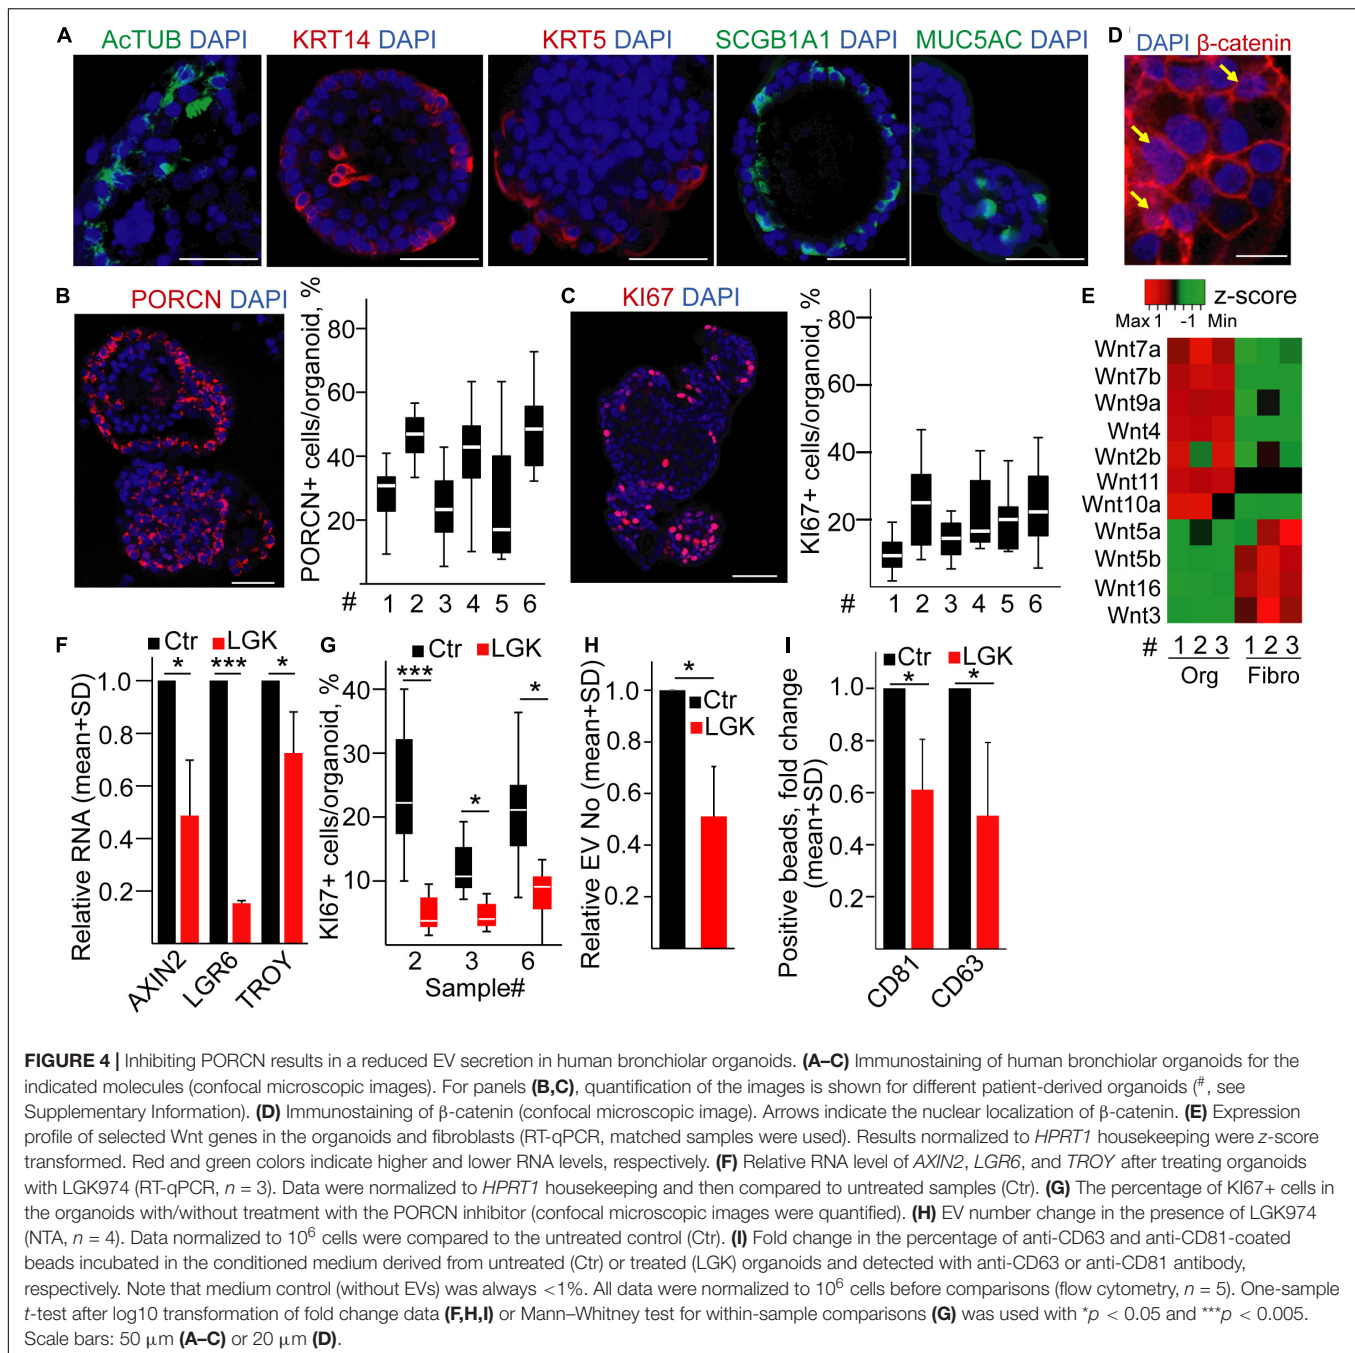 A
AcTUB DAPI
KRT14 DAPI
KRT5 DAPI
SCGB1A1 DAPI
MUC5AC DAPI
D
DAPI β-catenin
B
PORCN DAPI
PORCN+ cells/organoid, %
80
60
40
20
# 1 2 3 4 5 6
C
KI67 DAPI
KI67+ cells/organoid, %
80
60
40
20
# 1 2 3 4 5 6
E
z-score
Max 1 -1 Min
Wnt7a
Wnt7b
Wnt9a
Wnt4
Wnt2b
Wnt11
Wnt10a
Wnt5a
Wnt5b
Wnt16
Wnt3
# 1 2 3 1 2 3
Org Fibro
F
Ctr LGK
* *** *
Relative RNA (mean+SD)
1.0
0.8
0.6
0.4
0.2
AXIN2 LGR6 TROY
G
Ctr LGK
*** * *
KI67+ cells/organoid, %
40
30
20
10
2 3 6
Sample#
H
*
Ctr
LGK
Relative EV No (mean+SD)
1.0
0.8
0.6
0.4
0.2
I
Ctr LGK
* *
Positive beads, fold change
(mean+SD)
1.0
0.8
0.6
0.4
0.2
CD81 CD63
FIGURE 4 | Inhibiting PORCN results in a reduced EV secretion in human bronchiolar organoids. (A–C) Immunostaining of human bronchiolar organoids for the
indicated molecules (confocal microscopic images). For panels (B,C), quantification of the images is shown for different patient-derived organoids (#, see
Supplementary Information). (D) Immunostaining of β-catenin (confocal microscopic image). Arrows indicate the nuclear localization of β-catenin. (E) Expression
profile of selected Wnt genes in the organoids and fibroblasts (RT-qPCR, matched samples were used). Results normalized to HPRT1 housekeeping were z-score
transformed. Red and green colors indicate higher and lower RNA levels, respectively. (F) Relative RNA level of AXIN2, LGR6, and TROY after treating organoids
with LGK974 (RT-qPCR, n = 3). Data were normalized to HPRT1 housekeeping and then compared to untreated samples (Ctr). (G) The percentage of KI67+ cells in
the organoids with/without treatment with the PORCN inhibitor (confocal microscopic images were quantified). (H) EV number change in the presence of LGK974
(NTA, n = 4). Data normalized to 10⁶ cells were compared to the untreated control (Ctr). (I) Fold change in the percentage of anti-CD63 and anti-CD81-coated
beads incubated in the conditioned medium derived from untreated (Ctr) or treated (LGK) organoids and detected with anti-CD63 or anti-CD81 antibody,
respectively. Note that medium control (without EVs) was always <1%. All data were normalized to 10⁶ cells before comparisons (flow cytometry, n = 5). One-sample
t-test after log10 transformation of fold change data (F,H,I) or Mann–Whitney test for within-sample comparisons (G) was used with *p < 0.05 and ***p < 0.005.
Scale bars: 50 μm (A–C) or 20 μm (D).